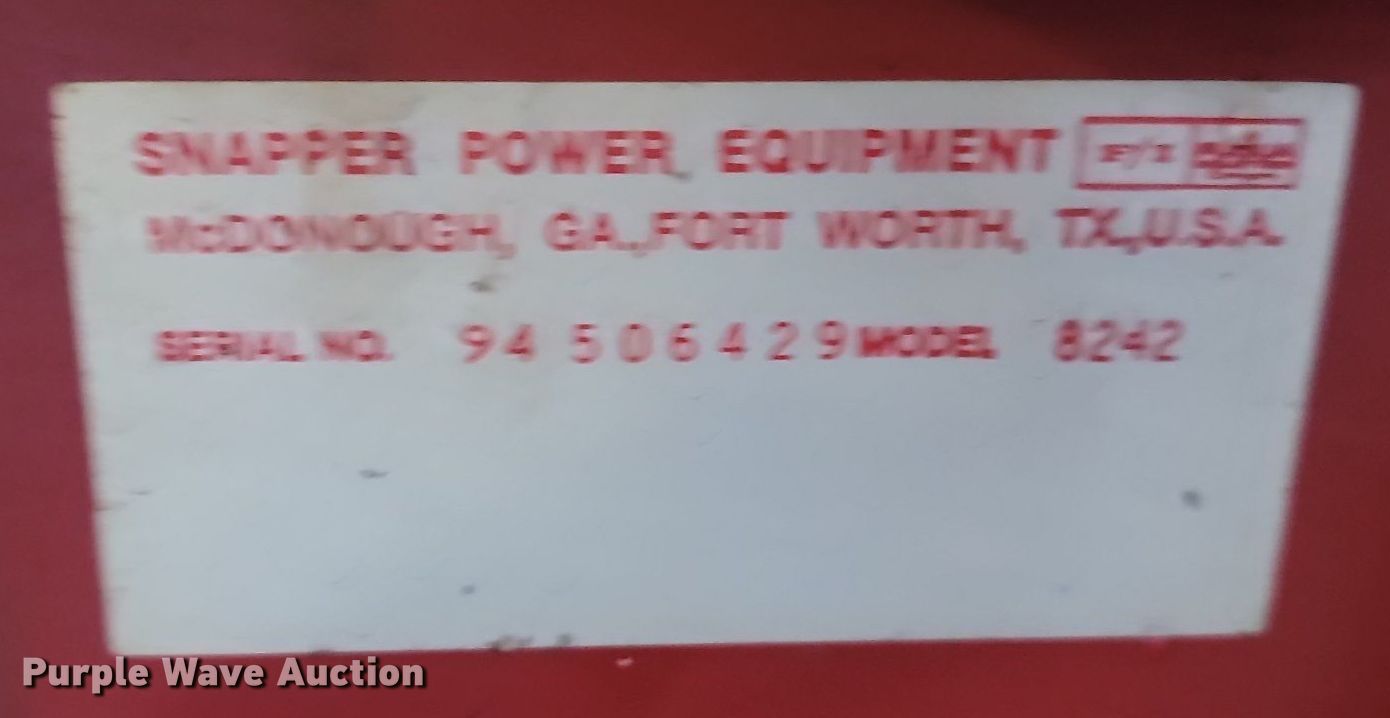 SNAPPER POWER EQUIPMENT
McDONOUGH, GA., FORT WORTH, TX., U.S.A.
SERIAL NO. 94 506429 MODEL 8242
Purple Wave Auction